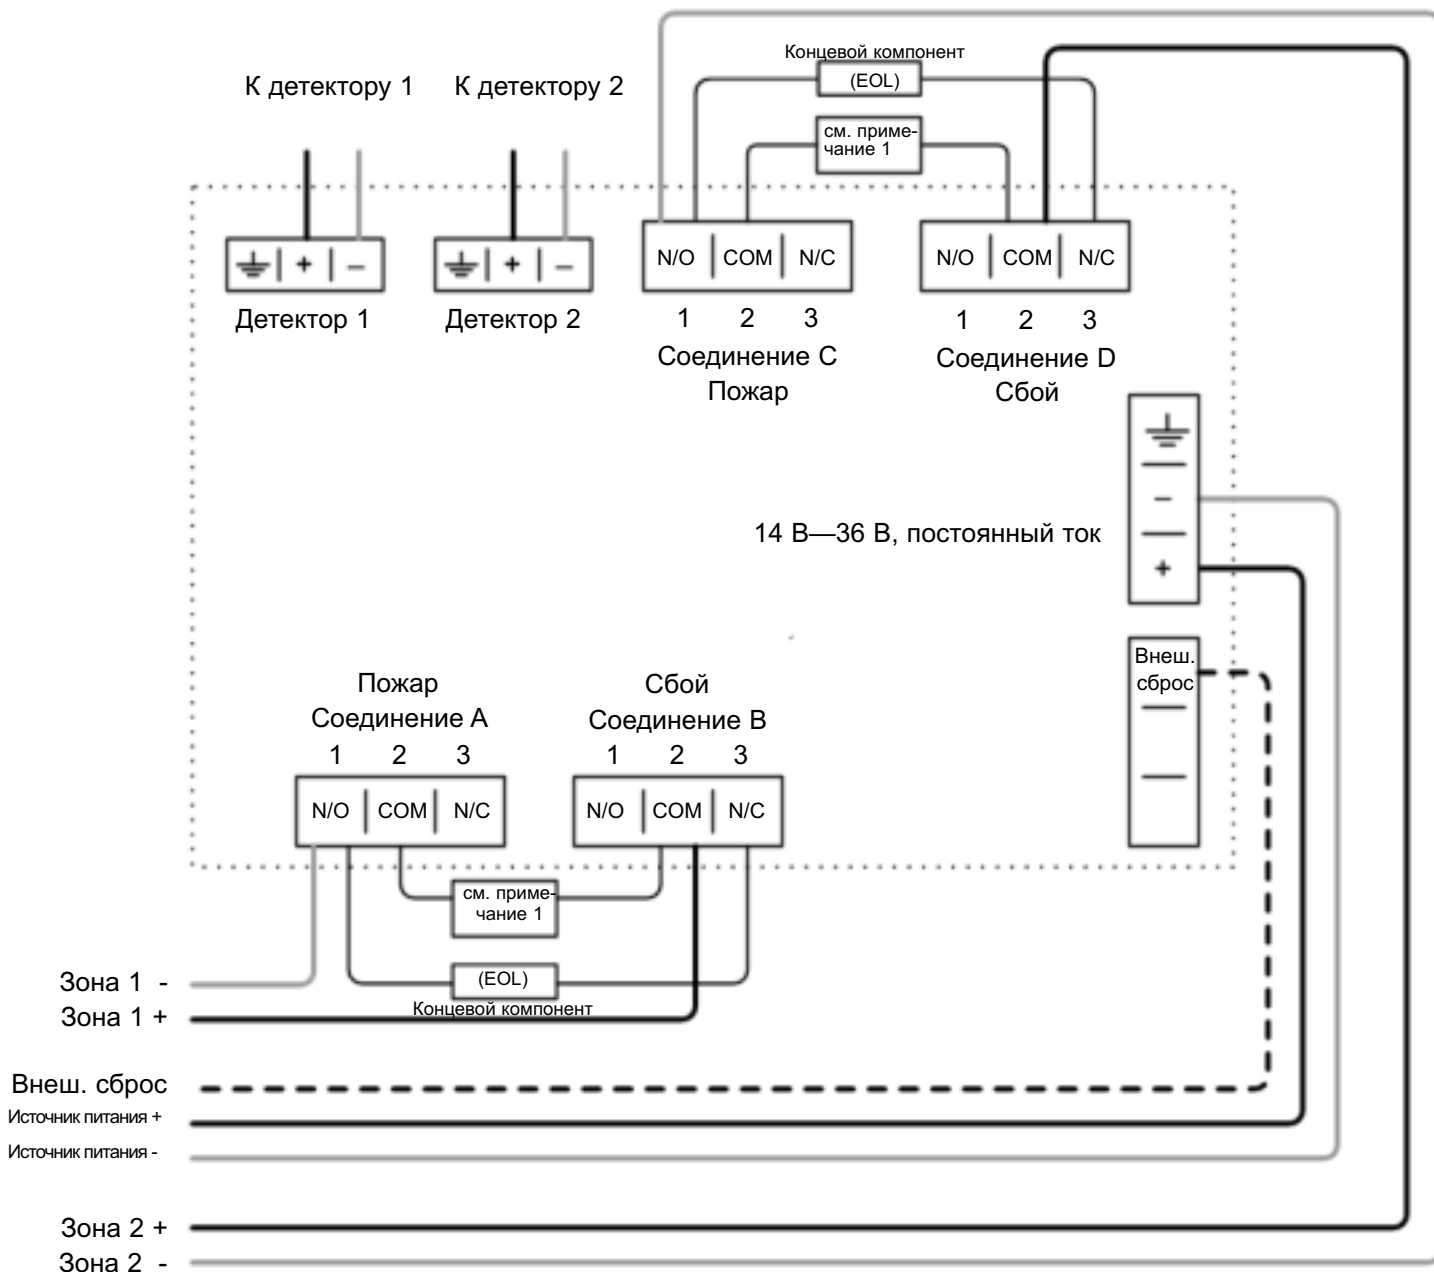 Концевой компонент
(EOL)
К детектору 1
К детектору 2
см. приме-
чание 1
+
–
+
–
N/O
COM
N/C
N/O
COM
N/C
Детектор 1
Детектор 2
1
2
3
1
2
3
Соединение C
Пожар
Соединение D
Сбой
–
14 В—36 В, постоянный ток
+
Внеш.
сброс
Пожар
Соединение A
Сбой
Соединение B
1
2
3
1
2
3
N/O
COM
N/C
N/O
COM
N/C
см. приме-
чание 1
(EOL)
Концевой компонент
Зона 1 -
Зона 1 +
Внеш. сброс
Источник питания +
Источник питания -
Зона 2 +
Зона 2 -